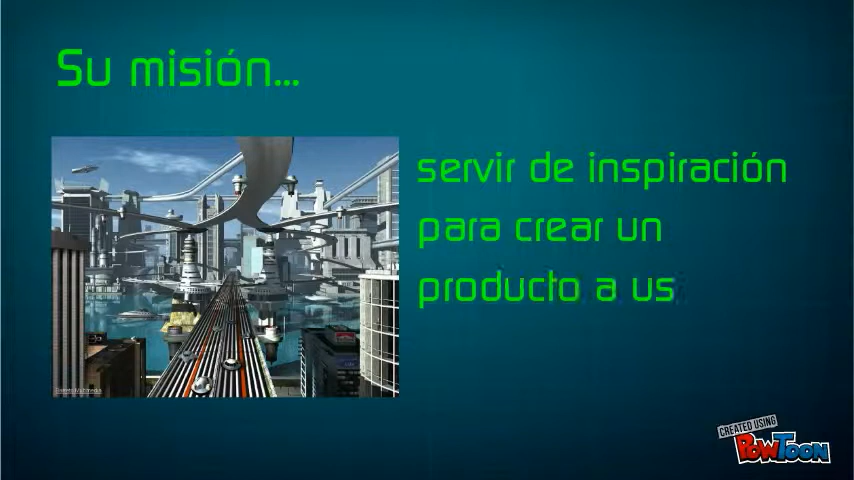 Su misión...
servir de inspiración
para crear un
producto a us
CREATED USING
POWTOON